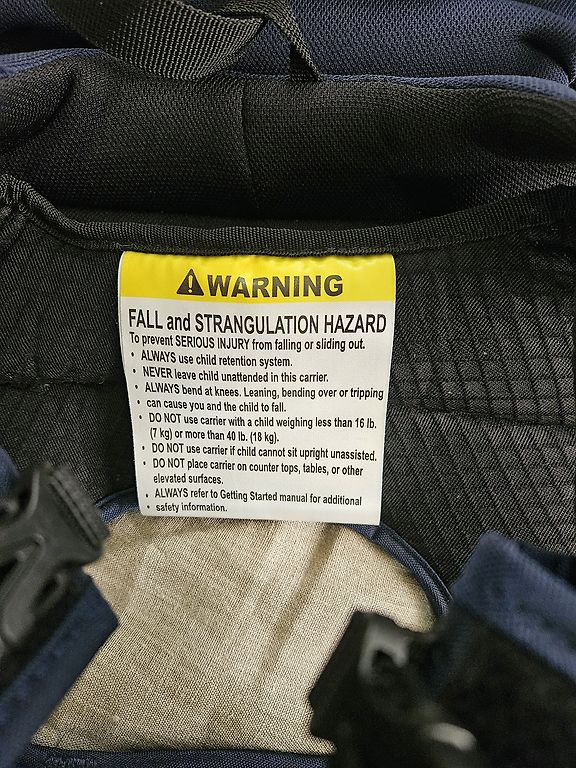 ⚠WARNING
FALL and STRANGULATION HAZARD
To prevent SERIOUS INJURY from falling or sliding out.
• ALWAYS use child retention system.
• NEVER leave child unattended in this carrier.
• ALWAYS bend at knees. Leaning, bending over or tripping
• can cause you and the child to fall.
• DO NOT use carrier with a child weighing less than 16 lb.
(7 kg) or more than 40 lb. (18 kg).
• DO NOT use carrier if child cannot sit upright unassisted.
• DO NOT place carrier on counter tops, tables, or other
elevated surfaces.
• ALWAYS refer to Getting Started manual for additional
• safety information.